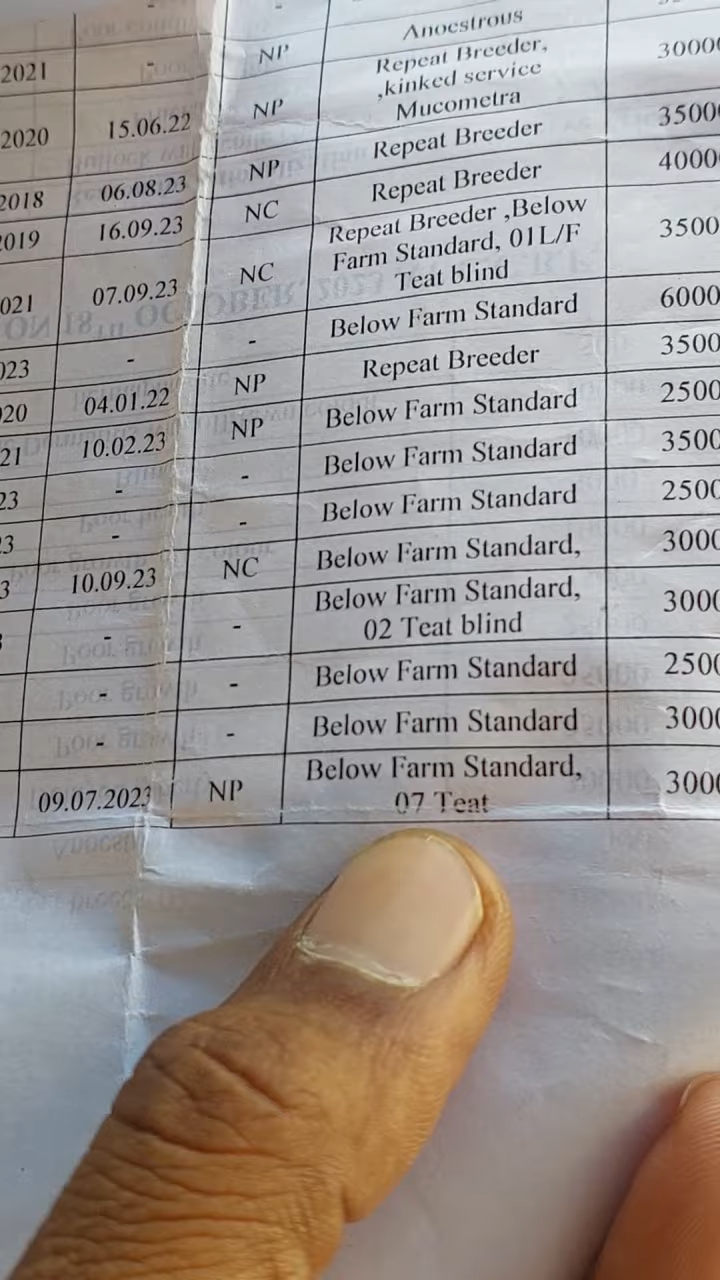 Anoestrous
2021 - NP Repeat Breeder, 3000
,kinked service
Mucometra
2020 15.06.22 NP Repeat Breeder 3500
2018 06.08.23 NP Repeat Breeder 4000
019 16.09.23 NC Repeat Breeder ,Below
Farm Standard, 01L/F 3500
021 07.09.23 NC Teat blind
023 - - Below Farm Standard 6000
020 04.01.22 NP Repeat Breeder 3500
21 10.02.23 NP Below Farm Standard 2500
23 - - Below Farm Standard 3500
23 - - Below Farm Standard 2500
3 10.09.23 NC Below Farm Standard, 3000
- - Below Farm Standard, 3000
02 Teat blind
- - Below Farm Standard 2500
- - Below Farm Standard 3000
09.07.2023 NP Below Farm Standard, 3000
07 Teat